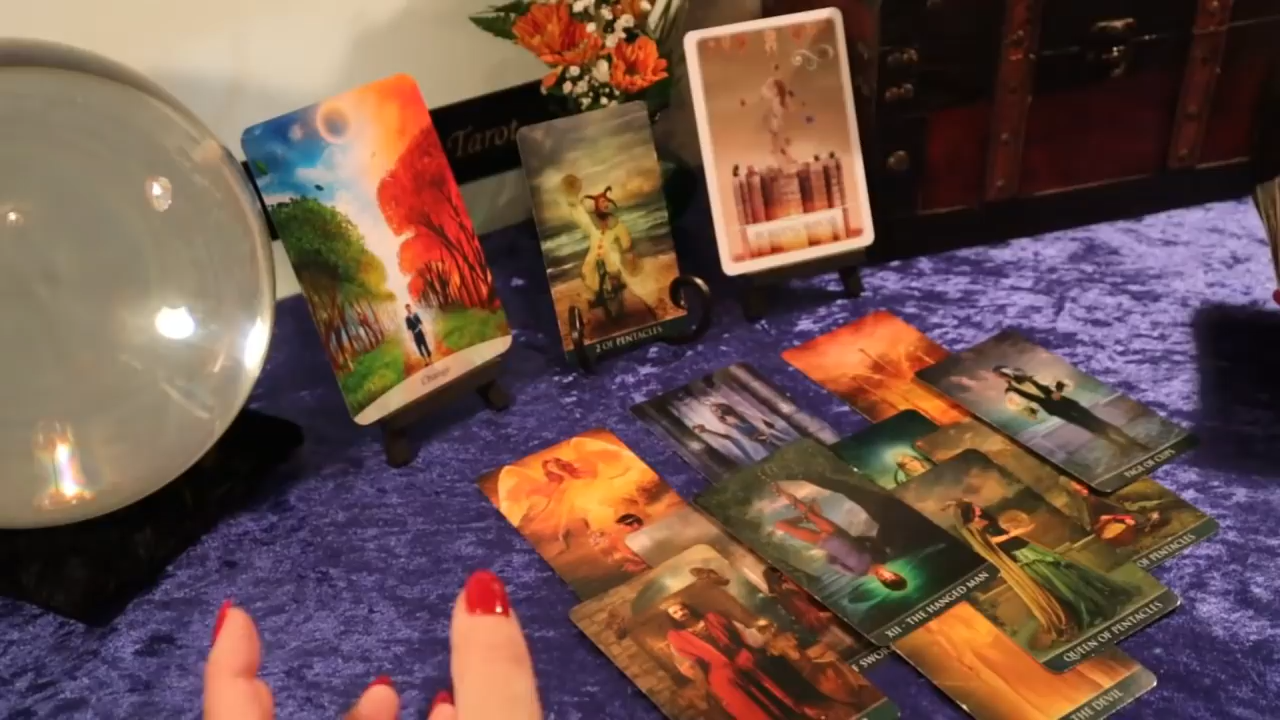 Tarot
Change
2 OF PENTACLES
PAGE OF CUPS
OF PENTACLES
XII - THE HANGED MAN
QUEEN OF PENTACLES
F SWOR
THE DEVIL